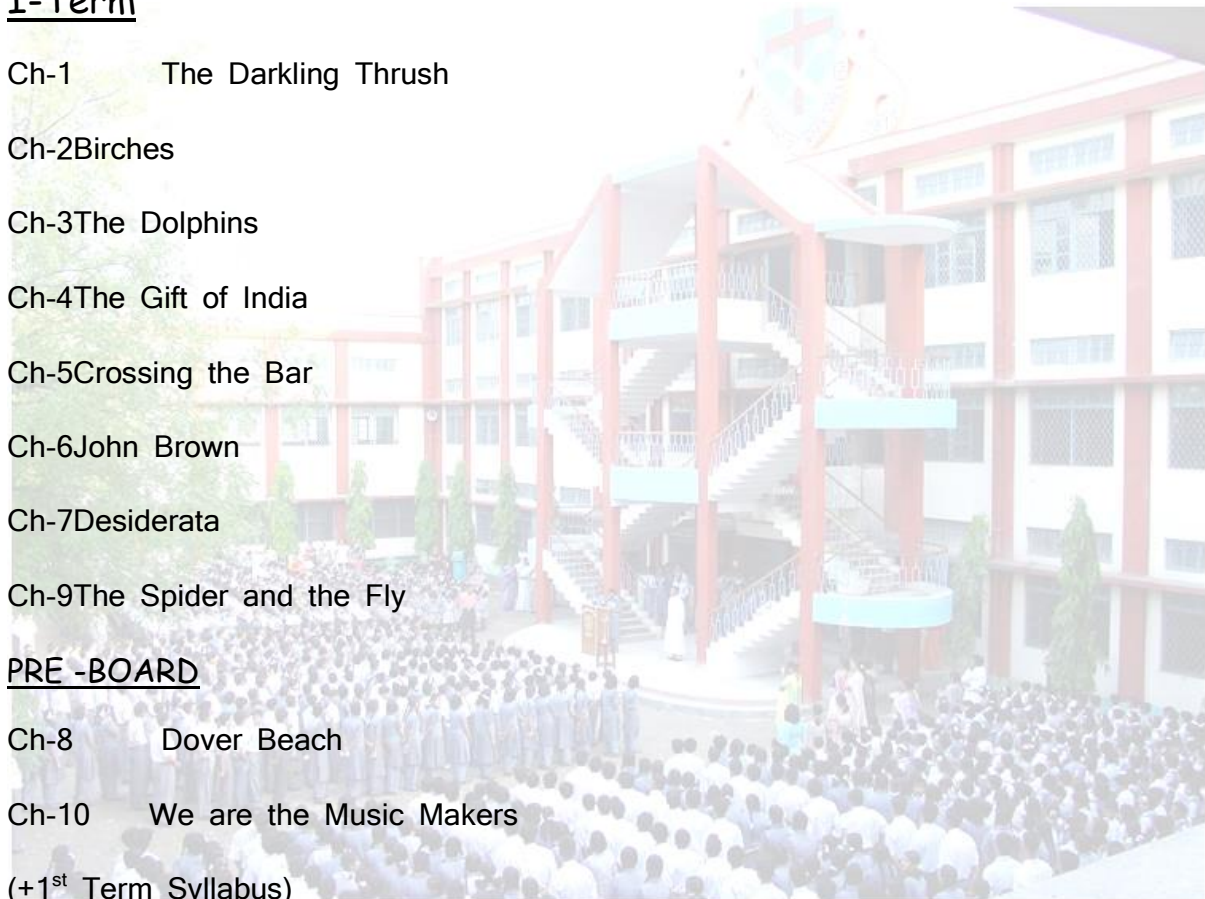 I-Term
Ch-1 The Darkling Thrush
Ch-2Birches
Ch-3The Dolphins
Ch-4The Gift of India
Ch-5Crossing the Bar
Ch-6John Brown
Ch-7Desiderata
Ch-9The Spider and the Fly
PRE -BOARD
Ch-8 Dover Beach
Ch-10 We are the Music Makers
(+1st Term Syllabus)